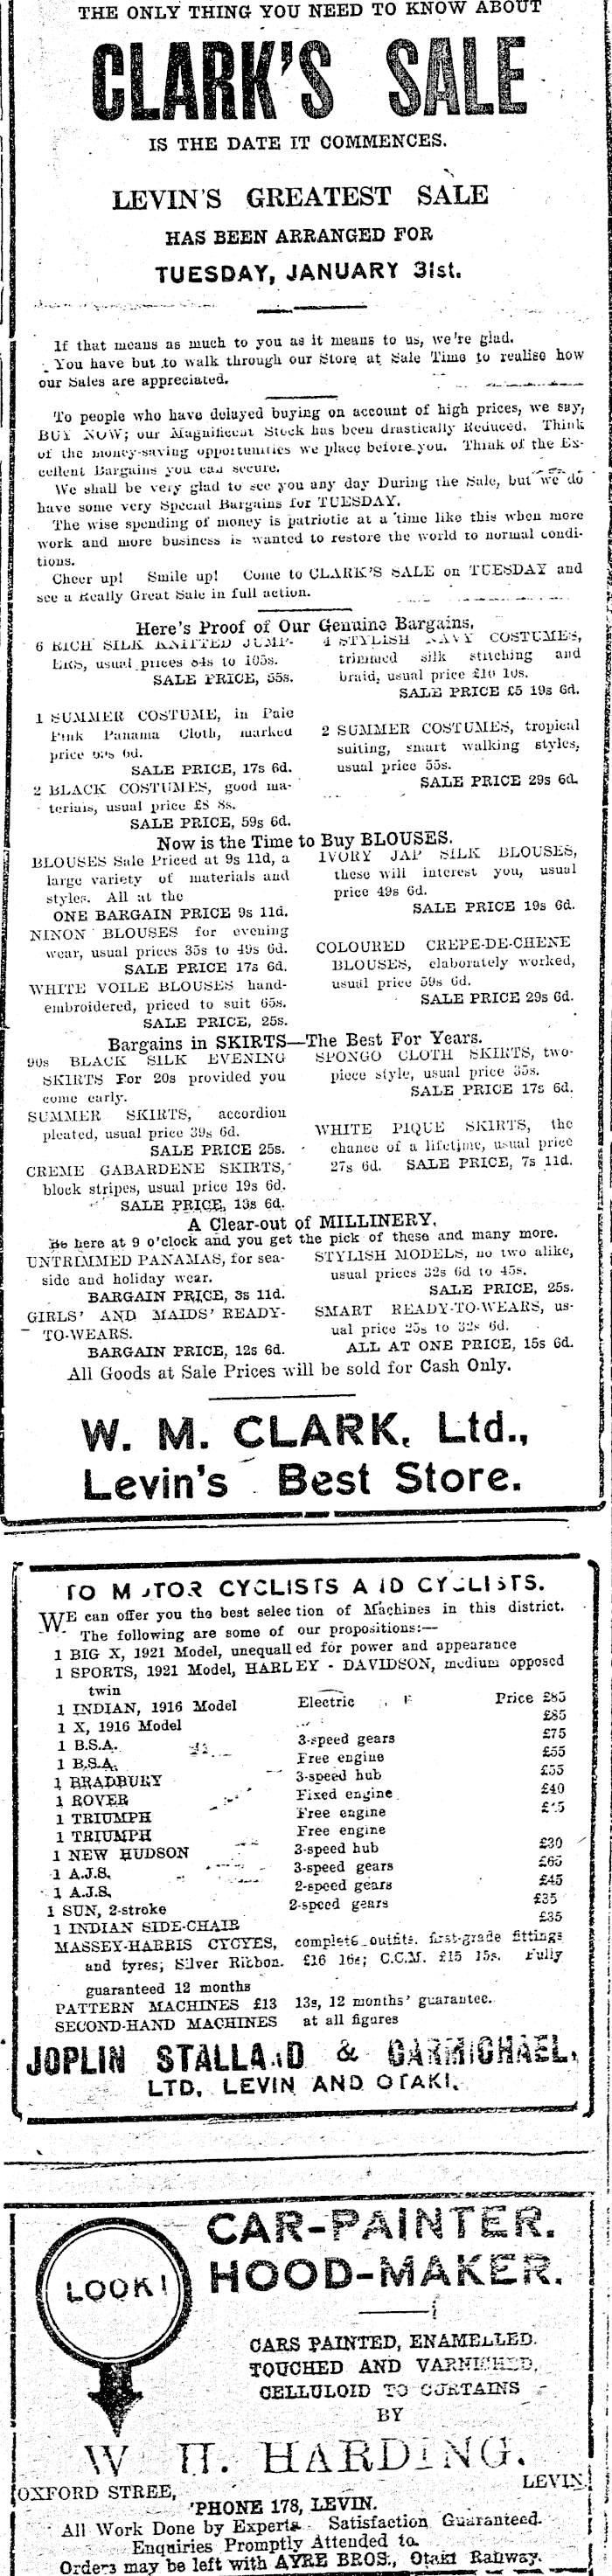 THE ONLY THING YOU NEED TO KNOW ABOUT
CLARK'S SALE
IS THE DATE IT COMMENCES.
LEVIN'S GREATEST SALE
HAS BEEN ARRANGED FOR
TUESDAY, JANUARY 31st.
If that means as much to you as it means to us, we're glad.
You have but to walk through our Store at Sale Time to realise how
our Sales are appreciated.
To people who have delayed buying on account of high prices, we say,
BUY NOW; our Magnificent Stock has been drastically Reduced. Think
of the money-saving opportunities we place before you. Think of the Ex-
cellent Bargains you can secure.
We shall be very glad to see you any day During the Sale, but we do
have some very Special Bargains for TUESDAY.
The wise spending of money is patriotic at a time like this when more
work and more business is wanted to restore the world to normal condi-
tions.
Cheer up! Smile up! Come to CLARK'S SALE on TUESDAY and
see a Really Great Sale in full action.
Here's Proof of Our Genuine Bargains.
6 RICH SILK KNITTED JUMP-
ERS, usual prices 84s to 105s.
SALE PRICE, 55s.
1 SUMMER COSTUME, in Pale
Pink Panama Cloth, marked
price
SALE PRICE, 17s 6d.
2 BLACK COSTUMES, good ma-
terials, usual price £8 8s.
SALE PRICE, 59s 6d.
4 STYLISH NAVY COSTUMES,
trimmed silk stitching and
braid, usual price £10 10s.
SALE PRICE £5 19s 6d.
2 SUMMER COSTUMES, tropical
suiting, smart walking styles,
usual price 55s.
SALE PRICE 29s 6d.
Now is the Time to Buy BLOUSES.
BLOUSES Sale Priced at 9s 11d, a
large variety of materials and
styles. All at the
ONE BARGAIN PRICE 9s 11d.
NINON BLOUSES for evening
wear, usual prices 35s to 49s 6d.
SALE PRICE 17s 6d.
WHITE VOILE BLOUSES hand-
embroidered, priced to suit 65s.
SALE PRICE, 25s.
IVORY JAP SILK BLOUSES,
these will interest you, usual
price 49s 6d.
SALE PRICE 19s 6d.
COLOURED CREPE-DE-CHENE
BLOUSES, elaborately worked,
usual price 59s 6d.
SALE PRICE 29s 6d.
Bargains in SKIRTS—The Best For Years.
90s BLACK SILK EVENING
SKIRTS For 20s provided you
come early.
SUMMER SKIRTS, accordion
pleated, usual price 39s 6d.
SALE PRICE 25s.
CREME GABARDENE SKIRTS,
block stripes, usual price 19s 6d.
SALE PRICE, 13s 6d.
SPONGO CLOTH SKIRTS, two-
piece style, usual price 35s.
SALE PRICE 17s 6d.
WHITE PIQUE SKIRTS, the
chance of a lifetime, usual price
27s 6d. SALE PRICE, 7s 11d.
A Clear-out of MILLINERY.
Be here at 9 o'clock and you get the pick of these and many more.
UNTRIMMED PANAMAS, for sea-
side and holiday wear.
BARGAIN PRICE, 3s 11d.
GIRLS' AND MAIDS' READY-
TO-WEARS.
BARGAIN PRICE, 12s 6d.
STYLISH MODELS, no two alike,
usual prices 32s 6d to 45s.
SALE PRICE, 25s.
SMART READY-TO-WEARS, us-
ual price 25s to 32s 6d.
ALL AT ONE PRICE, 15s 6d.
All Goods at Sale Prices will be sold for Cash Only.
W. M. CLARK, Ltd.,
Levin's Best Store.
TO MOTOR CYCLISTS AND CYCLISTS.
WE can offer you the best selection of Machines in this district.
The following are some of our propositions:—
1 BIG X, 1921 Model, unequalled for power and appearance
1 SPORTS, 1921 Model, HARLEY - DAVIDSON, medium opposed
twin
1 INDIAN, 1916 Model Electric Price £85
1 X, 1916 Model £85
1 B.S.A. 3-speed gears £75
1 B.S.A. Free engine £55
1 BRADBURY 3-speed hub £55
1 ROVER Fixed engine £40
1 TRIUMPH Free engine
1 TRIUMPH Free engine
1 NEW HUDSON 3-speed hub £30
1 A.J.S. 3-speed gears £65
1 A.J.S. 2-speed gears £45
1 SUN, 2-stroke 2-speed gears £35
1 INDIAN SIDE-CHAIR £35
MASSEY-HARRIS CYCYES, complete outfits. first-grade fittings
and tyres; Silver Ribbon. £16 16s; C.C.M. £15 15s. Fully
guaranteed 12 months
PATTERN MACHINES £13 13s, 12 months' guarantee.
SECOND-HAND MACHINES at all figures
JOPLIN STALLARD & CARMICHAEL,
LTD, LEVIN AND OTAKI.
CAR-PAINTER.
HOOD-MAKER.
LOOK!
CARS PAINTED, ENAMELLED.
TOUCHED AND VARNISHED,
CELLULOID TO CURTAINS
BY
W H. HARDING.
OXFORD STREE, LEVIN.
'PHONE 178, LEVIN.
All Work Done by Experts Satisfaction Guaranteed.
Enquiries Promptly Attended to.
Orders may be left with AYRE BROS., Otaki Railway.